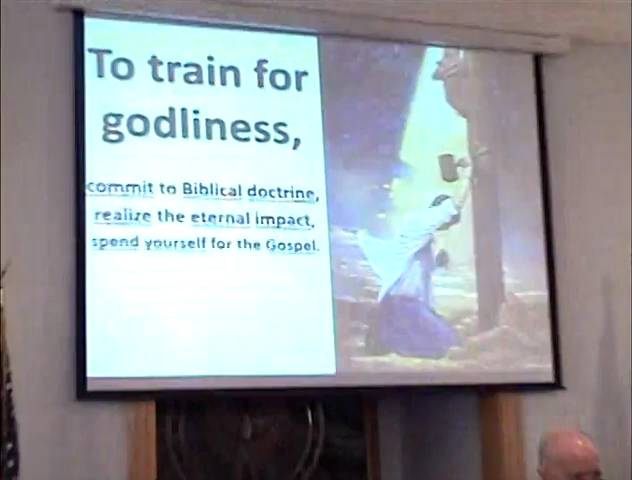 To train for
godliness,
commit to Biblical doctrine,
realize the eternal impact,
spend yourself for the Gospel.